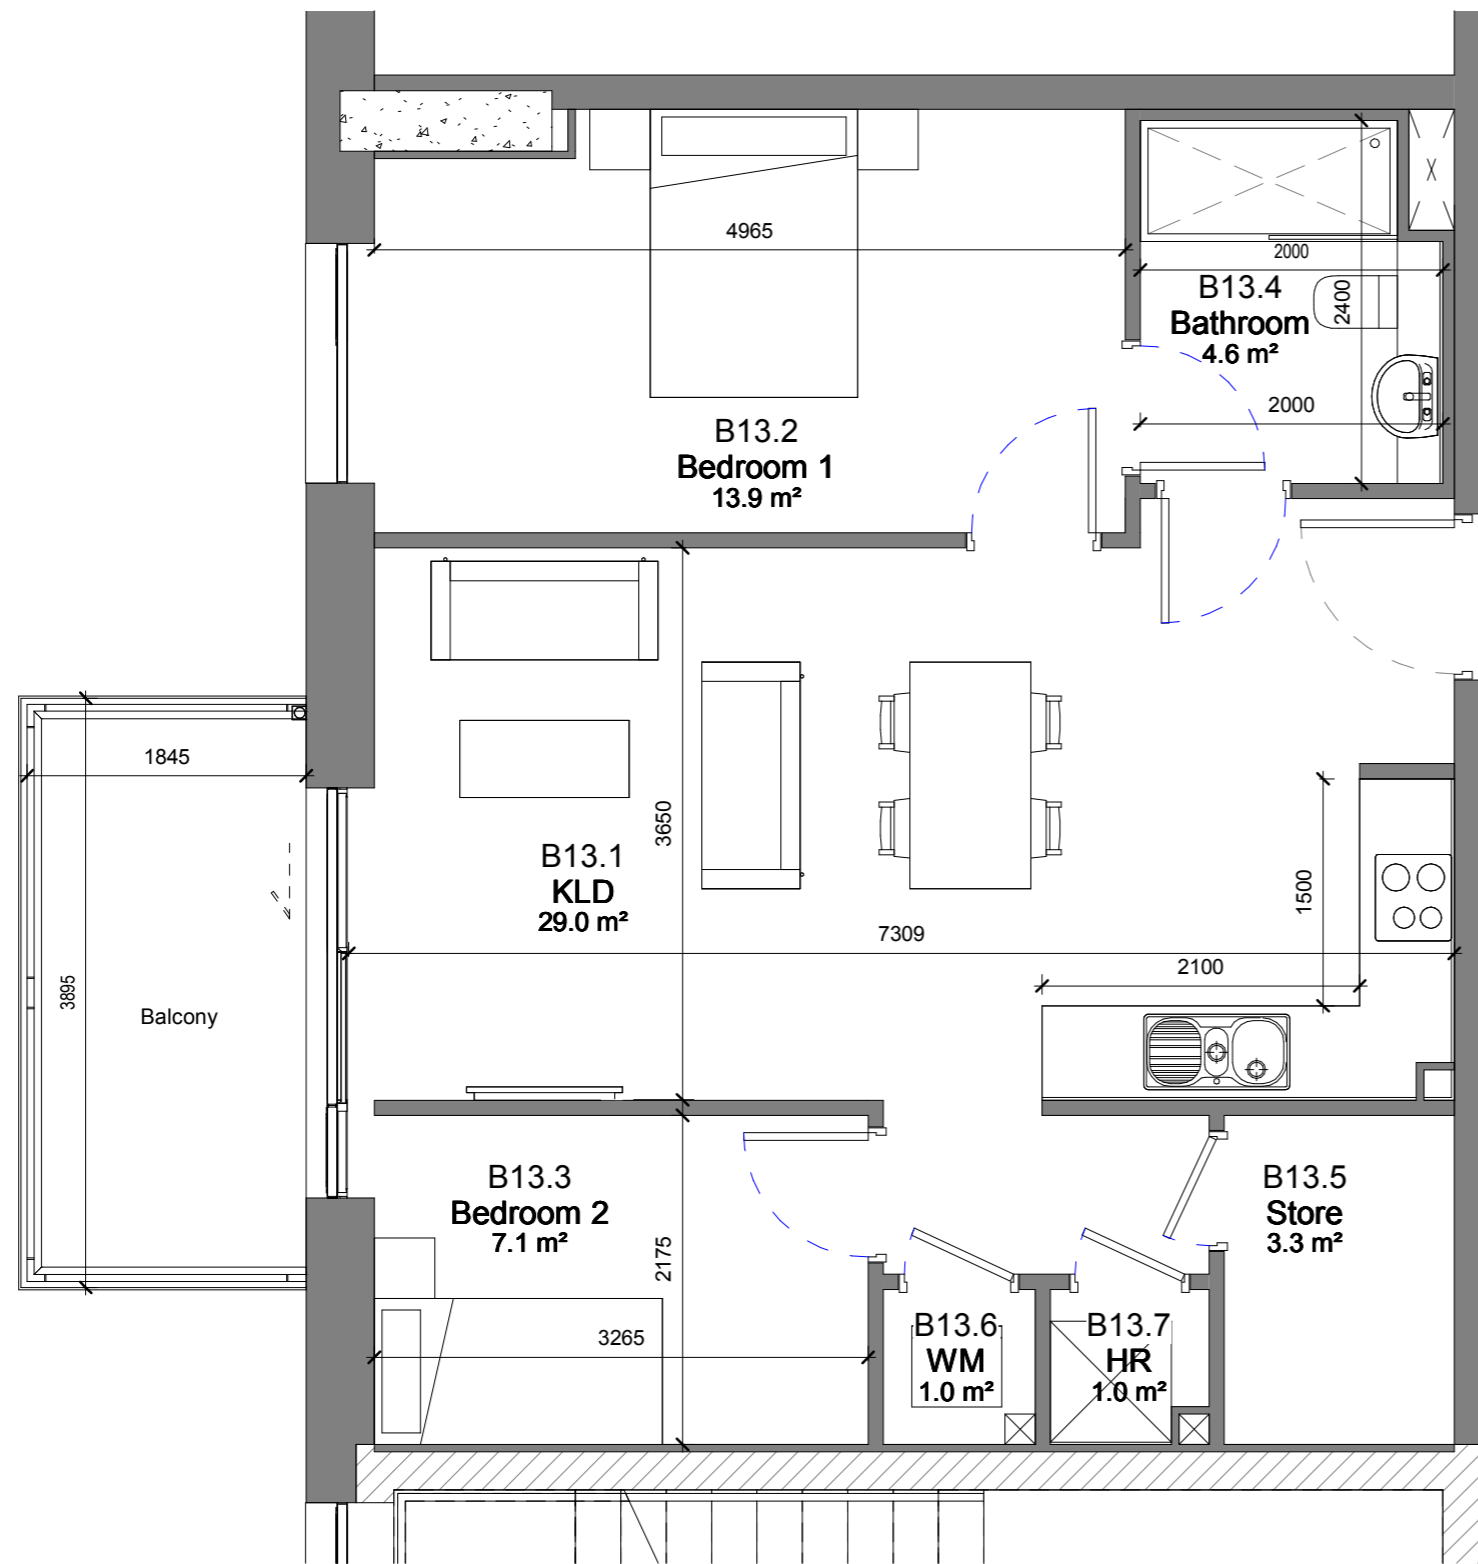 4965
2000
B13.4
Bathroom
4.6 m²
2400
2000
B13.2
Bedroom 1
13.9 m²
1845
3650
B13.1
KLD
29.0 m²
7309
1500
2100
3895
Balcony
B13.3
Bedroom 2
7.1 m²
2175
3265
B13.5
Store
3.3 m²
B13.6
WM
1.0 m²
B13.7
HR
1.0 m²